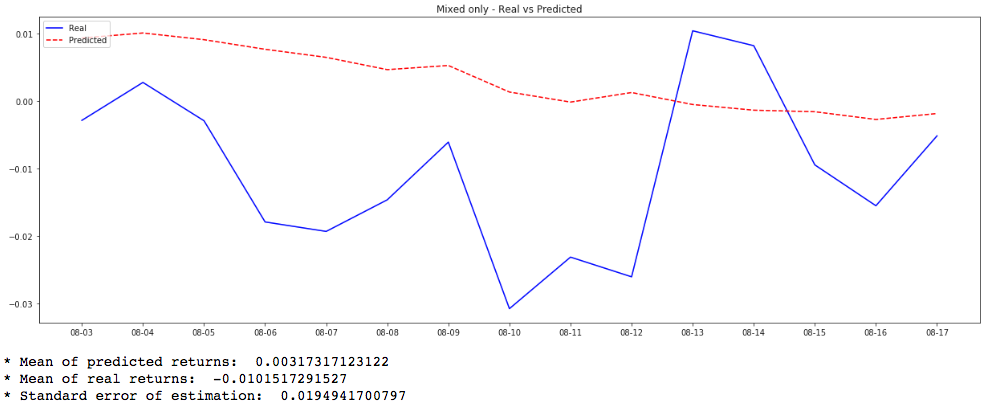 Mixed only - Real vs Predicted
Real
Predicted
0.01
0.00
−0.01
−0.02
−0.03
08-03 08-04 08-05 08-06 08-07 08-08 08-09 08-10 08-11 08-12 08-13 08-14 08-15 08-16 08-17
* Mean of predicted returns:  0.00317317123122
* Mean of real returns:  -0.0101517291527
* Standard error of estimation:  0.0194941700797